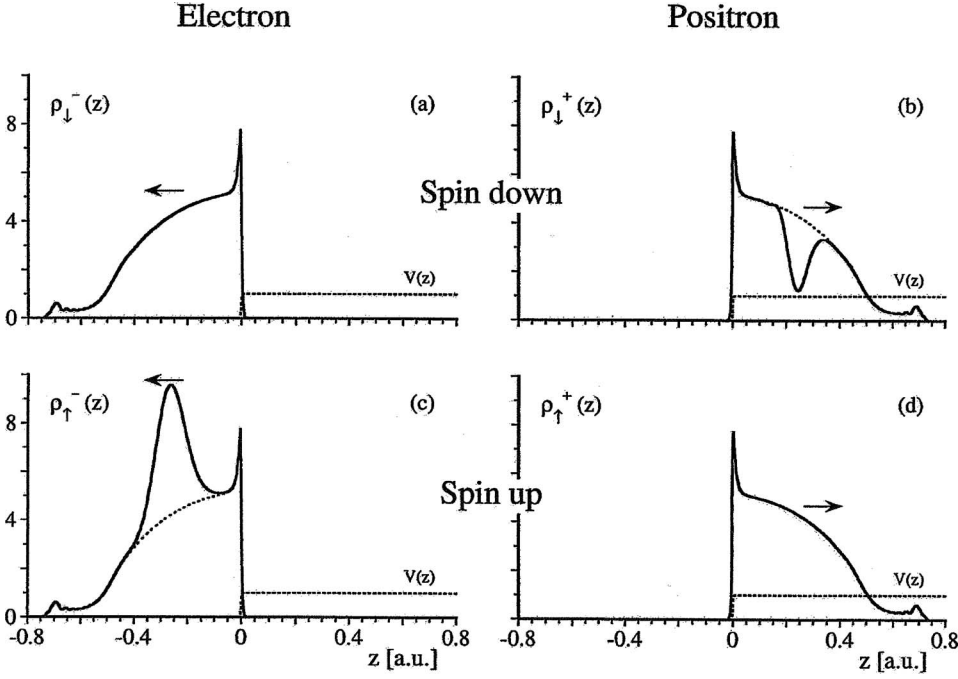 Electron Positron
ρ↓⁻(z) (a) ρ↓⁺(z) (b)
8
4
0
V(z) V(z)
Spin down
ρ↑⁻(z) (c) ρ↑⁺(z) (d)
8
4
0
V(z) V(z)
Spin up
-0.8 -0.4 0 0.4 0.8 -0.8 -0.4 0 0.4 0.8
z [a.u.] z [a.u.]